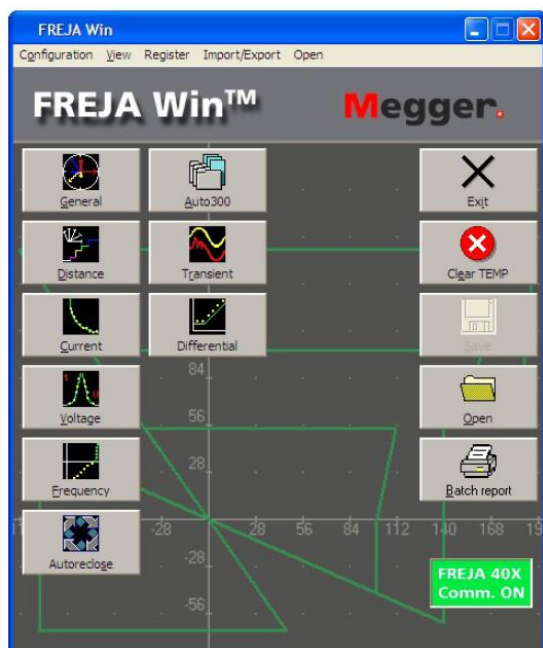 FREJA Win
Configuration View Register Import/Export Open
FREJA Win™ Megger.
General Auto300 Exit
Distance Transient Clear TEMP
Current Differential Save
84
Voltage Open
56
28
Frequency Batch report
-28 28 56 84 112 140 168
Autoreclose
-28
FREJA 40X
Comm. ON
-56